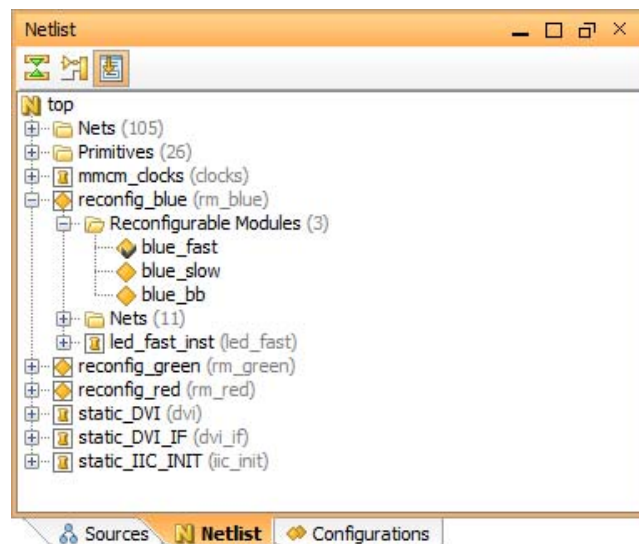 Netlist
top
Nets (105)
Primitives (26)
mmcm_clocks (clocks)
reconfig_blue (rm_blue)
Reconfigurable Modules (3)
blue_fast
blue_slow
blue_bb
Nets (11)
led_fast_inst (led_fast)
reconfig_green (rm_green)
reconfig_red (rm_red)
static_DVI (dvi)
static_DVI_IF (dvi_if)
static_IIC_INIT (iic_init)
Sources Netlist Configurations